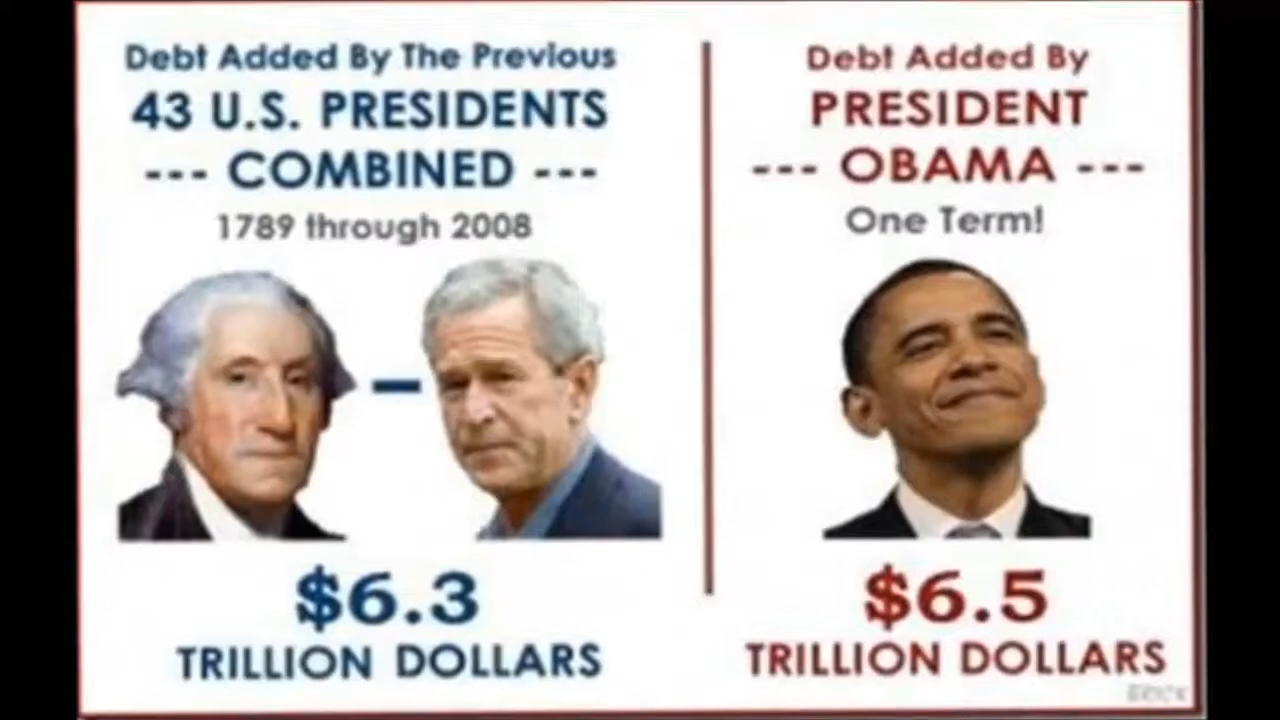 Debt Added By The Previous
43 U.S. PRESIDENTS
--- COMBINED ---
1789 through 2008
$6.3
TRILLION DOLLARS
Debt Added By
PRESIDENT
--- OBAMA ---
One Term!
$6.5
TRILLION DOLLARS